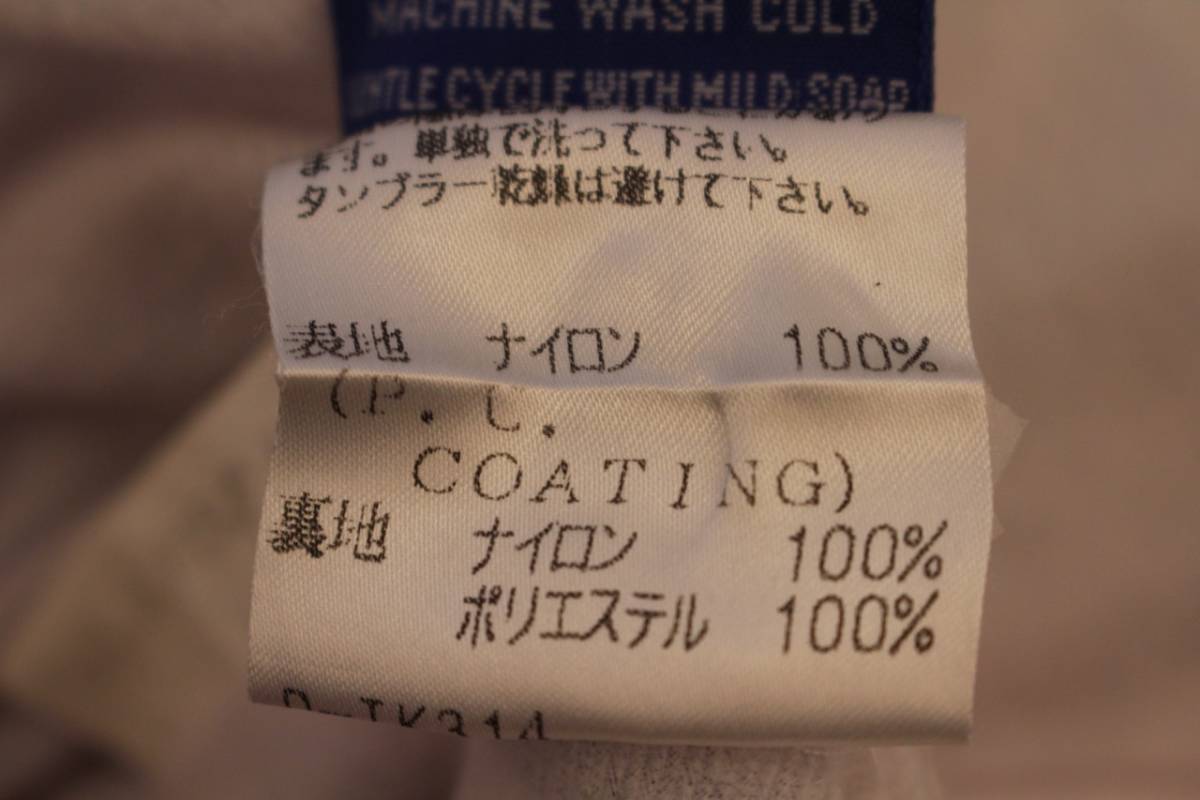 MACHINE WASH COLD
GENTLE CYCLE WITH MILD SOAP
ます。単独で洗って下さい。
タンブラー乾燥は避けて下さい。
表地 ナイロン 100%
(P. C.
COATING)
裏地 ナイロン 100%
ポリエステル 100%